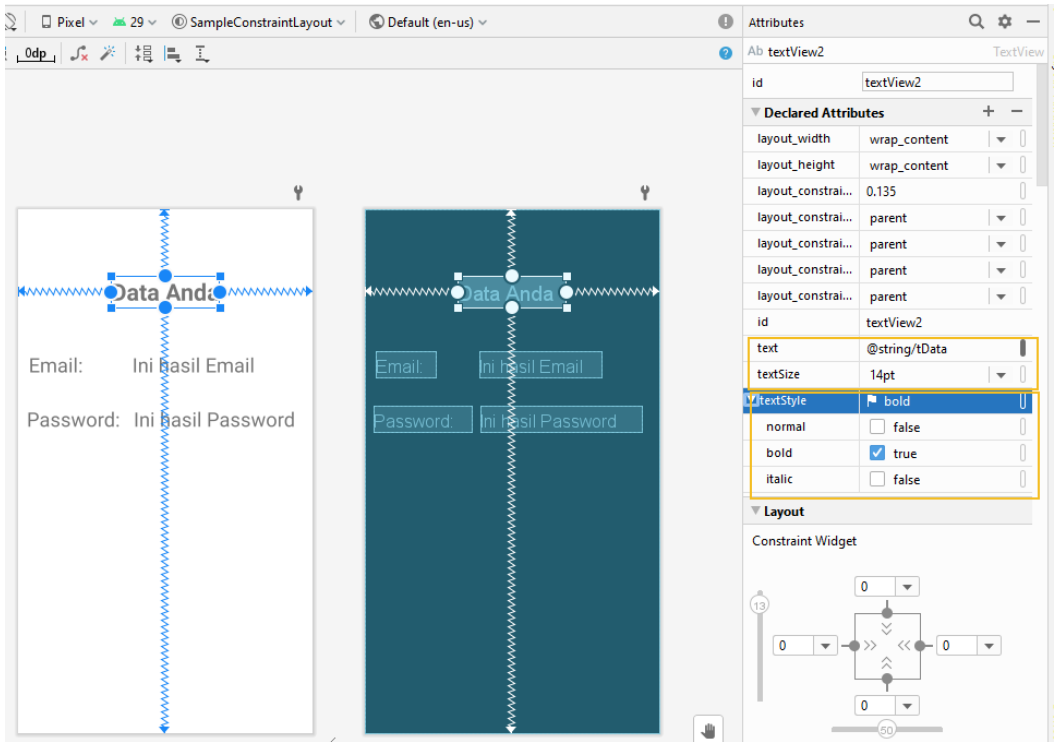 Pixel 29 SampleConstraintLayout Default (en-us)
0dp
Data Anda
Email: Ini hasil Email
Password: Ini hasil Password
Data Anda
Email: Ini hasil Email
Password: Ini hasil Password
Attributes
Ab textView2 TextView
id textView2
Declared Attributes
layout_width wrap_content
layout_height wrap_content
layout_constrai... 0.135
layout_constrai... parent
layout_constrai... parent
layout_constrai... parent
layout_constrai... parent
id textView2
text @string/tData
textSize 14pt
textStyle bold
normal false
bold true
italic false
Layout
Constraint Widget
0
13
0 0
0
50